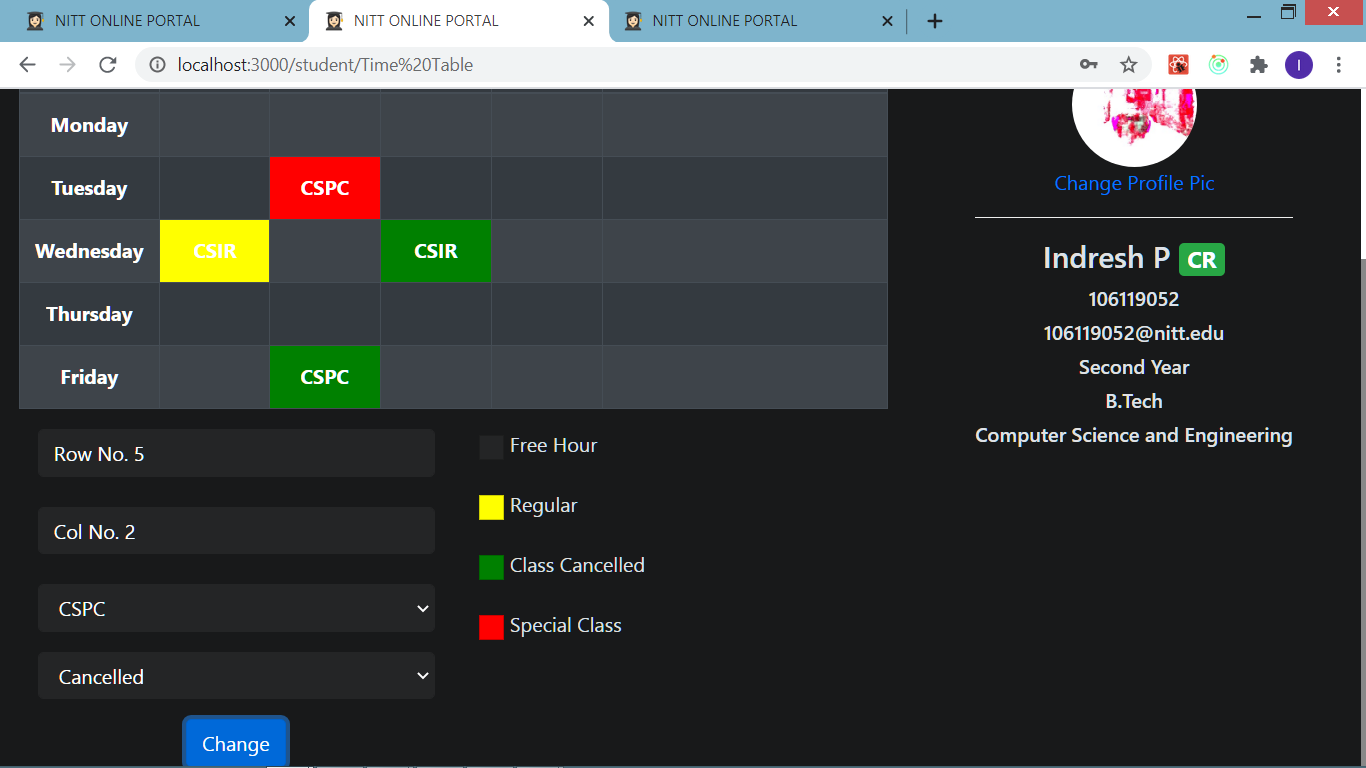 NITT ONLINE PORTAL NITT ONLINE PORTAL NITT ONLINE PORTAL
localhost:3000/student/Time%20Table I
Monday
Tuesday CSPC
Wednesday CSIR CSIR
Thursday
Friday CSPC
Row No. 5
Col No. 2
CSPC
Cancelled
Change
Free Hour
Regular
Class Cancelled
Special Class
Change Profile Pic
Indresh P CR
106119052
106119052@nitt.edu
Second Year
B.Tech
Computer Science and Engineering